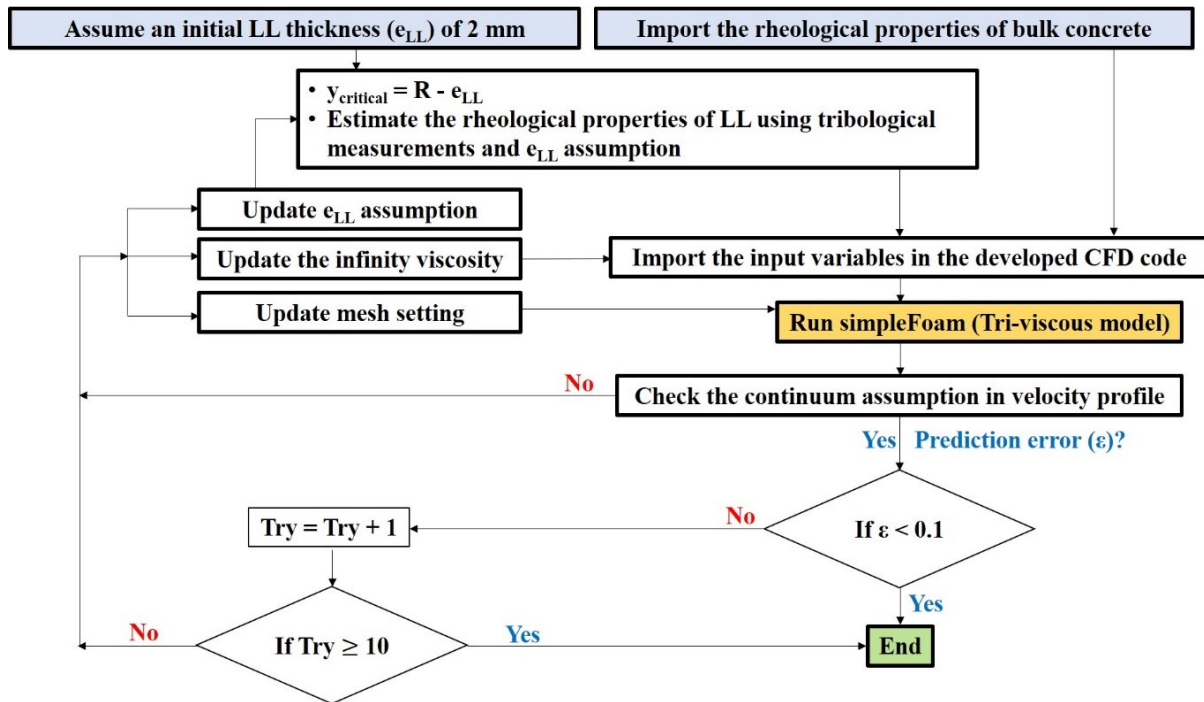 Assume an initial LL thickness (eLL) of 2 mm
Import the rheological properties of bulk concrete
• ycritical = R - eLL
• Estimate the rheological properties of LL using tribological
measurements and eLL assumption
Update eLL assumption
Update the infinity viscosity
Import the input variables in the developed CFD code
Update mesh setting
Run simpleFoam (Tri-viscous model)
No
Check the continuum assumption in velocity profile
Yes
Prediction error (ε)?
Try = Try + 1
No
If ε < 0.1
Yes
No
If Try ≥ 10
Yes
End